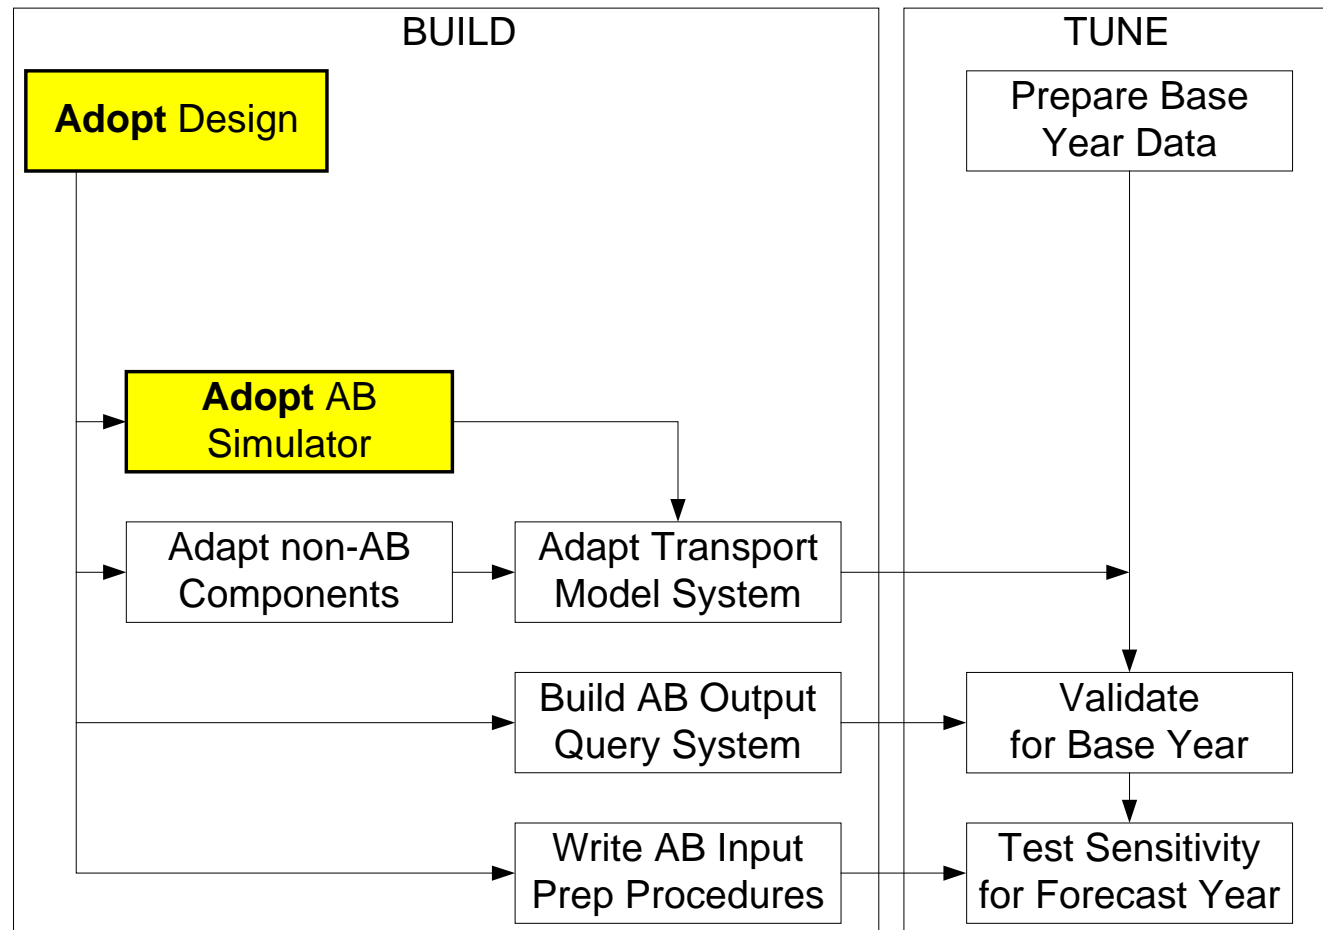 BUILD
TUNE
Adopt Design
Prepare Base
Year Data
Adopt AB
Simulator
Adapt non-AB
Components
Adapt Transport
Model System
Build AB Output
Query System
Validate
for Base Year
Write AB Input
Prep Procedures
Test Sensitivity
for Forecast Year